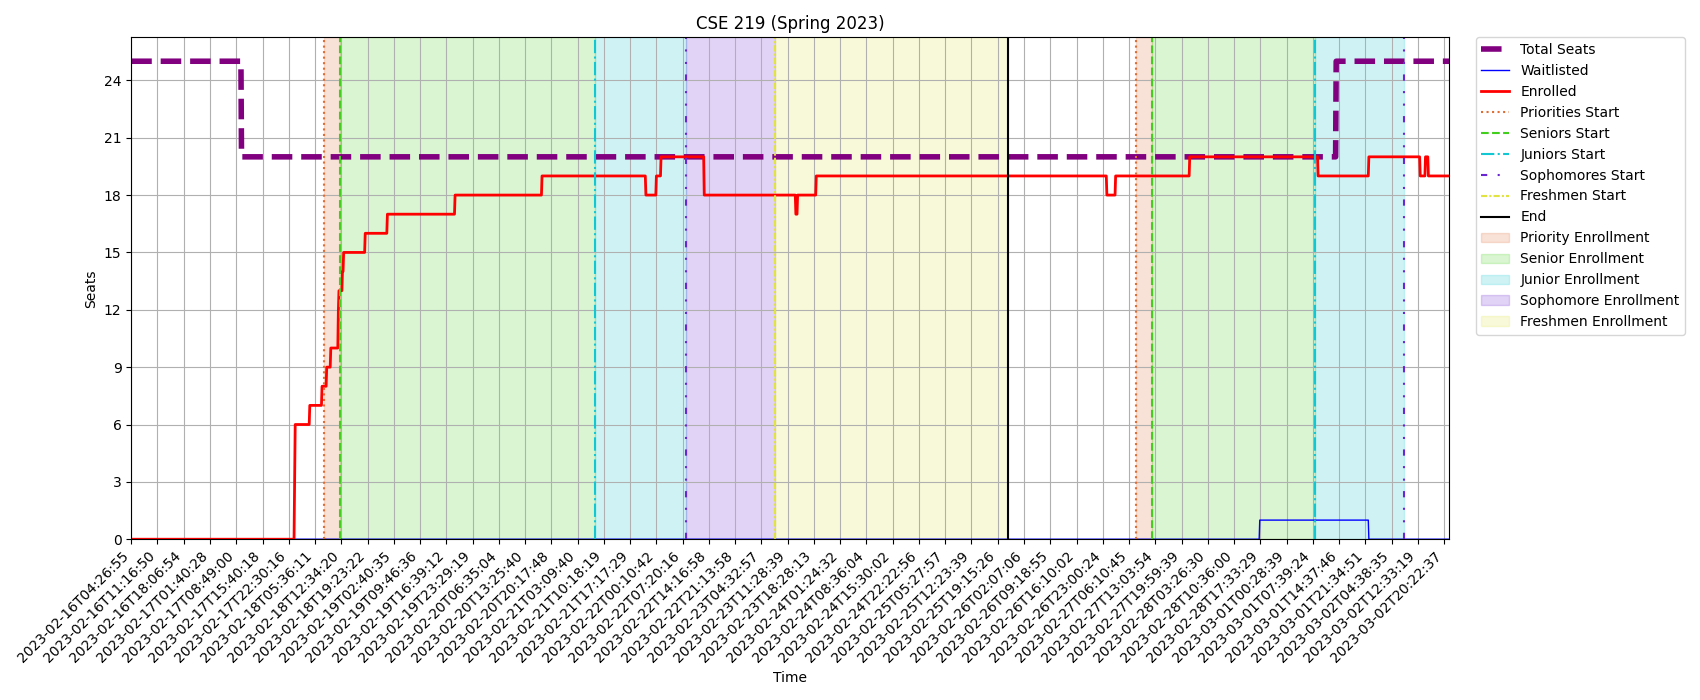 CSE 219 (Spring 2023)
Seats
24
21
18
15
12
9
6
3
0
2023-02-16T04:26:55
2023-02-16T11:16:50
2023-02-16T18:06:54
2023-02-17T01:40:28
2023-02-17T08:49:00
2023-02-17T15:40:18
2023-02-17T22:30:16
2023-02-18T05:36:11
2023-02-18T12:34:20
2023-02-18T19:23:22
2023-02-19T02:40:35
2023-02-19T09:46:36
2023-02-19T16:39:12
2023-02-19T23:29:19
2023-02-20T06:35:04
2023-02-20T13:25:40
2023-02-20T20:17:48
2023-02-21T03:09:40
2023-02-21T10:18:19
2023-02-21T17:17:29
2023-02-22T00:10:42
2023-02-22T07:20:16
2023-02-22T14:16:58
2023-02-22T21:13:58
2023-02-23T04:32:57
2023-02-23T11:28:39
2023-02-23T18:28:13
2023-02-24T01:24:32
2023-02-24T08:36:04
2023-02-24T15:30:02
2023-02-24T22:22:56
2023-02-25T05:27:57
2023-02-25T12:23:39
2023-02-25T19:15:26
2023-02-26T02:07:06
2023-02-26T09:18:55
2023-02-26T16:10:02
2023-02-26T23:00:24
2023-02-27T06:10:45
2023-02-27T13:03:54
2023-02-27T19:59:39
2023-02-28T03:26:30
2023-02-28T10:36:00
2023-02-28T17:33:29
2023-03-01T00:28:39
2023-03-01T07:39:24
2023-03-01T14:37:46
2023-03-01T21:34:51
2023-03-02T04:38:35
2023-03-02T12:33:19
2023-03-02T20:22:37
Time
Total Seats
Waitlisted
Enrolled
Priorities Start
Seniors Start
Juniors Start
Sophomores Start
Freshmen Start
End
Priority Enrollment
Senior Enrollment
Junior Enrollment
Sophomore Enrollment
Freshmen Enrollment